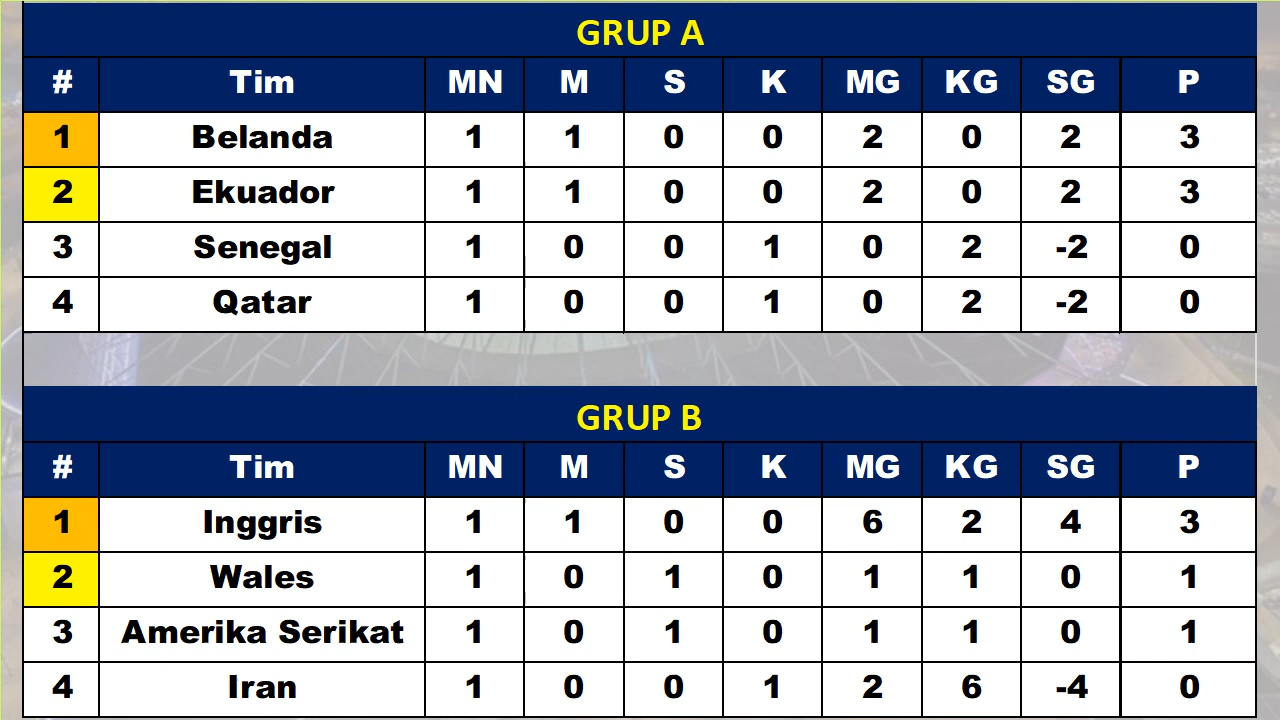 GRUP A
# Tim MN M S K MG KG SG P
1 Belanda 1 1 0 0 2 0 2 3
2 Ekuador 1 1 0 0 2 0 2 3
3 Senegal 1 0 0 1 0 2 -2 0
4 Qatar 1 0 0 1 0 2 -2 0
GRUP B
# Tim MN M S K MG KG SG P
1 Inggris 1 1 0 0 6 2 4 3
2 Wales 1 0 1 0 1 1 0 1
3 Amerika Serikat 1 0 1 0 1 1 0 1
4 Iran 1 0 0 1 2 6 -4 0